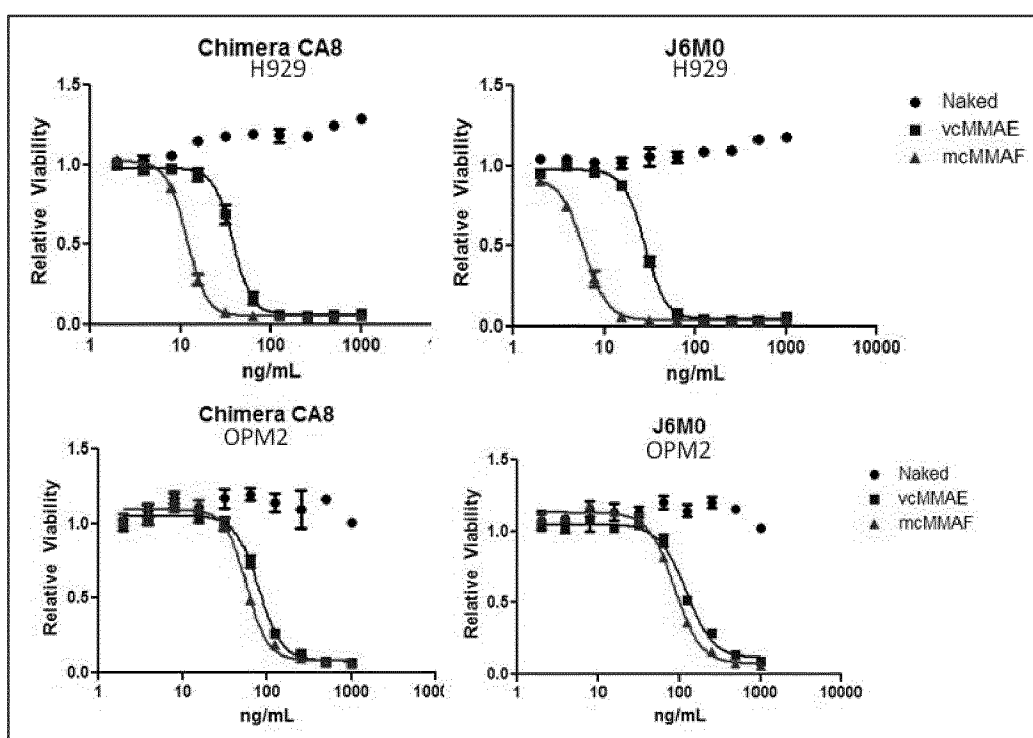 Chimera CA8
H929
Relative Viability
1.5
1.0
0.5
0.0
1
10
100
1000
ng/mL
J6M0
H929
Relative Viability
1.5
1.0
0.5
0.0
1
10
100
1000
10000
ng/mL
Naked
vcMMAE
mcMMAF
Chimera CA8
OPM2
Relative Viability
1.5
1.0
0.5
0.0
1
10
100
1000
ng/mL
J6M0
OPM2
Relative Viability
1.5
1.0
0.5
0.0
1
10
100
1000
10000
ng/mL
Naked
vcMMAE
mcMMAF